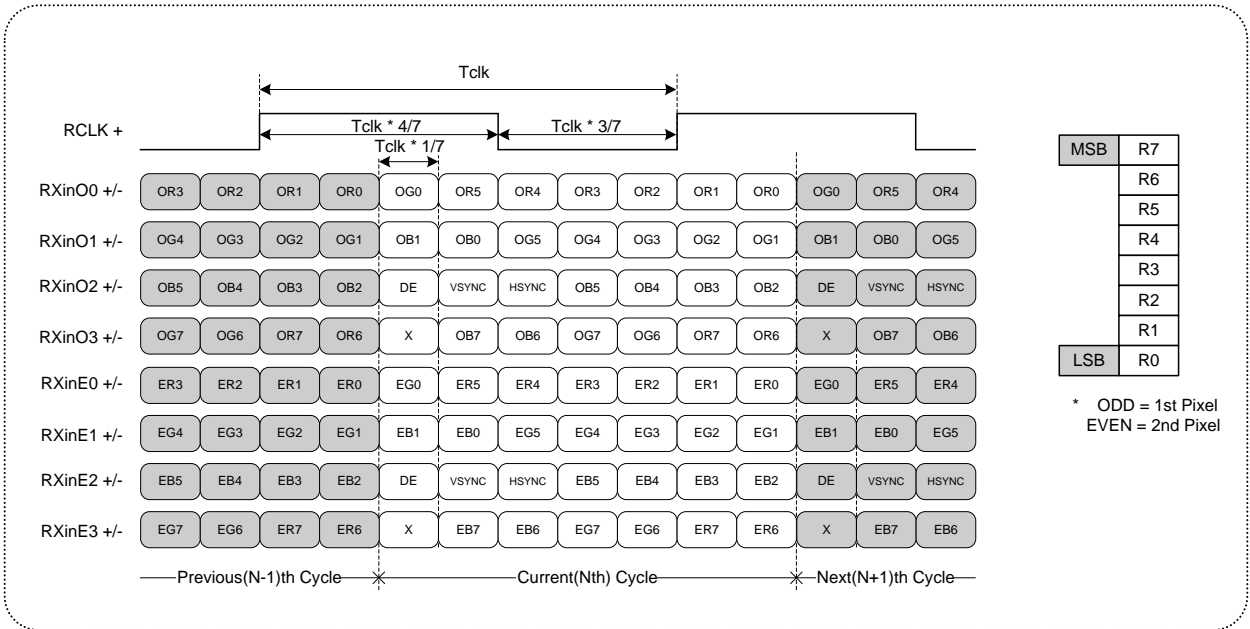 Tclk
RCLK +
Tclk * 4/7
Tclk * 3/7
Tclk * 1/7
RXinO0 +/- OR3 OR2 OR1 OR0 OG0 OR5 OR4 OR3 OR2 OR1 OR0 OG0 OR5 OR4
RXinO1 +/- OG4 OG3 OG2 OG1 OB1 OB0 OG5 OG4 OG3 OG2 OG1 OB1 OB0 OG5
RXinO2 +/- OB5 OB4 OB3 OB2 DE VSYNC HSYNC OB5 OB4 OB3 OB2 DE VSYNC HSYNC
RXinO3 +/- OG7 OG6 OR7 OR6 X OB7 OB6 OG7 OG6 OR7 OR6 X OB7 OB6
RXinE0 +/- ER3 ER2 ER1 ER0 EG0 ER5 ER4 ER3 ER2 ER1 ER0 EG0 ER5 ER4
RXinE1 +/- EG4 EG3 EG2 EG1 EB1 EB0 EG5 EG4 EG3 EG2 EG1 EB1 EB0 EG5
RXinE2 +/- EB5 EB4 EB3 EB2 DE VSYNC HSYNC EB5 EB4 EB3 EB2 DE VSYNC HSYNC
RXinE3 +/- EG7 EG6 ER7 ER6 X EB7 EB6 EG7 EG6 ER7 ER6 X EB7 EB6
Previous(N-1)th Cycle Current(Nth) Cycle Next(N+1)th Cycle
MSB R7
R6
R5
R4
R3
R2
R1
LSB R0
* ODD = 1st Pixel
EVEN = 2nd Pixel